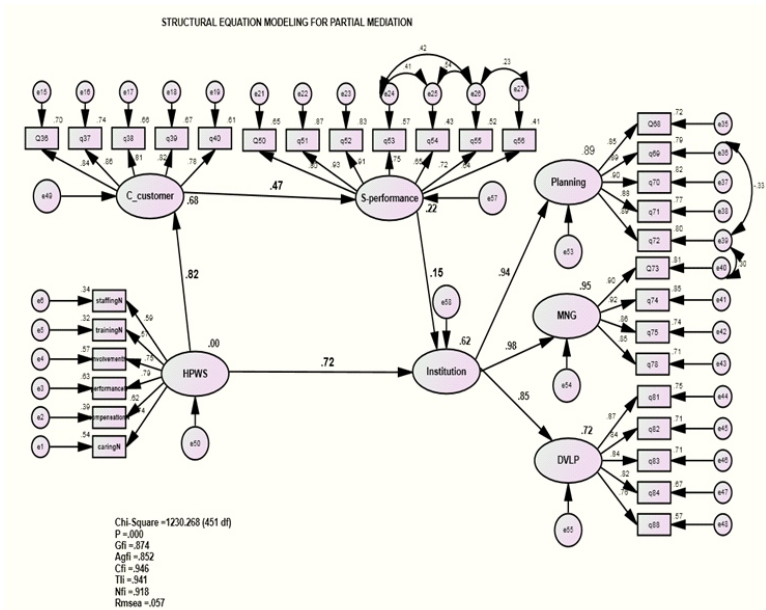 STRUCTURAL EQUATION MODELING FOR PARTIAL MEDIATION
.42
.41 .54 .23
e15 e16 e17 e18 e19 e21 e22 e23 e24 e25 e26 e27
.70 .74 .66 .67 .61 .65 .87 .83 .57 .43 .52 .41
Q36 q37 q38 q39 q40 Q50 q51 q52 q53 q54 q55 q56
.84 .86 .81 .82 .78 .93 .91 .75 .72
e49 C_customer .68
.47
S-performance .22 e57
.82
.15
e58
.89
Planning
e53
.85 .90 .88
Q68 .72 e35
q69 .79 e36
q70 .82 e37
q71 .77 e38
q72 .80 e39
-.33
.94
.95
MNG
e54
.90 .92 .86 .85
Q73 .81 e40
q74 .85 e41
q75 .74 e42
q78 .71 e43
.98
e6 .34 staffingN .59
e5 .32 trainingN .57
e4 .57 .75
e3 .63 .79
e2 .39 .62
e1 .54 caringN
HPWS .00
e50
.72
Institution .62
.85
.72
DVLP
e55
.87 .84 .84 .82 .76
q81 .75 e44
q82 .71 e45
q83 .71 e46
q84 .67 e47
q88 .57 e48
Chi-Square =1230.268 (451 df)
P =.000
Gfi =.874
Agfi =.852
Cfi =.946
Tli =.941
Nfi =.918
Rmsea =.057